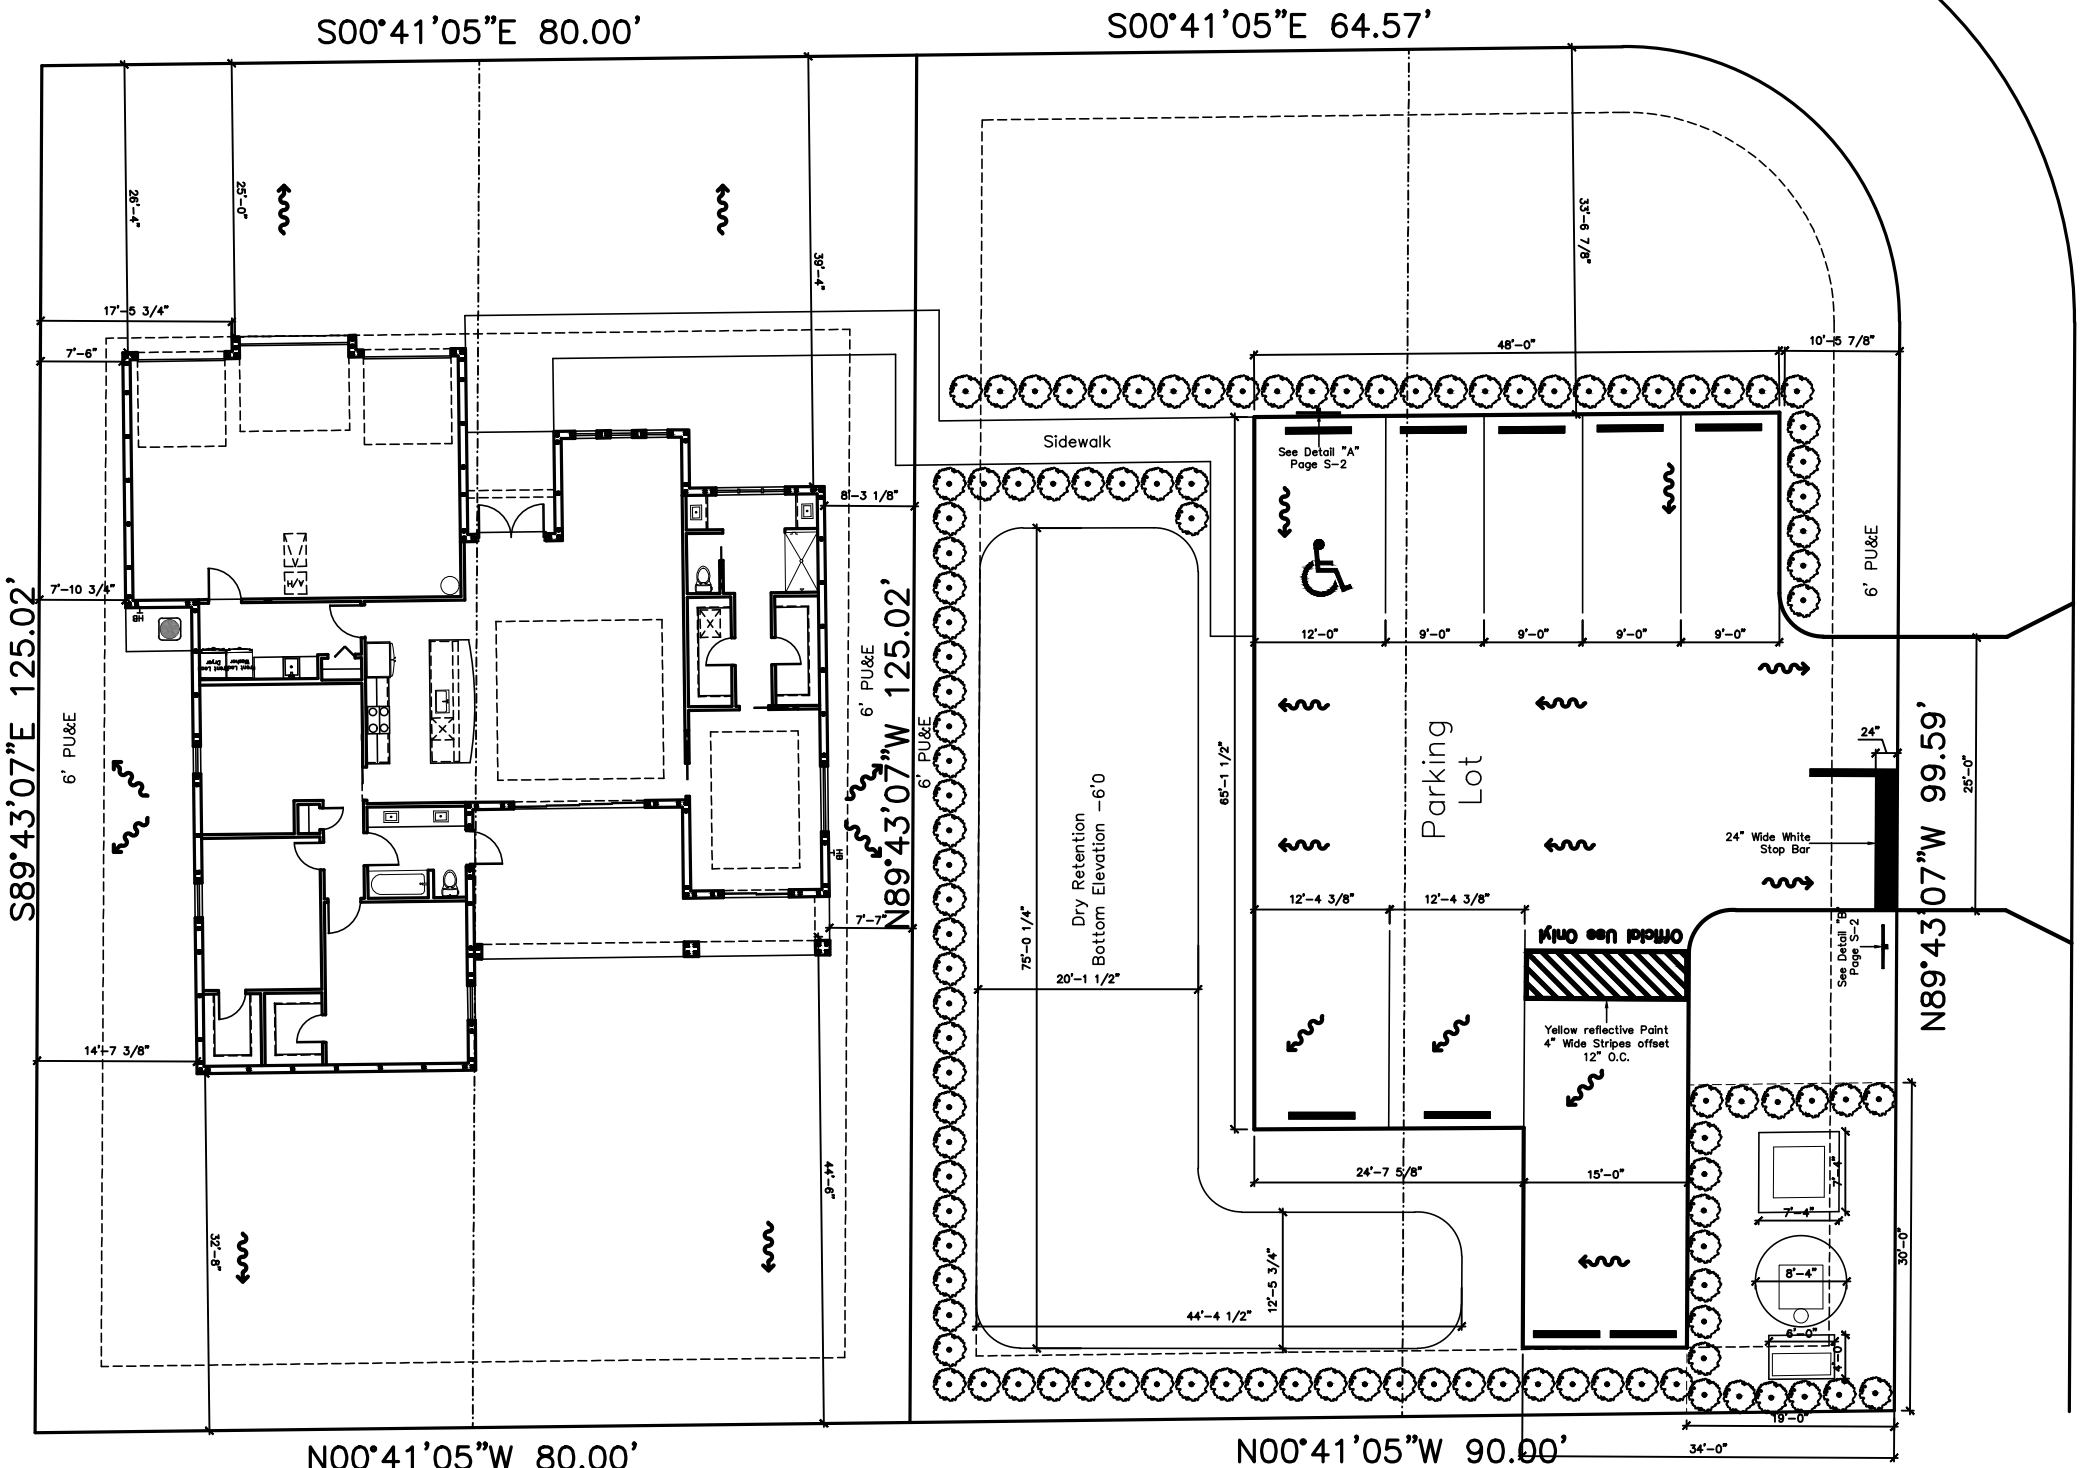 S00°41'05"E 80.00'
S00°41'05"E 64.57'
26'-4"
25'-0"
39'-4"
33'-6 7/8"
17'-5 3/4"
7'-6"
48'-0"
10'-5 7/8"
Sidewalk
See Detail "A"
Page S-2
8'-3 1/8"
6' PU&E
A/H
7'-10 3/4"
HB
Washer
Dryer
12'-0"
9'-0"
9'-0"
9'-0"
9'-0"
S89°43'07"E 125.02'
6' PU&E
6' PU&E
N89°43'07"W 125.02'
6' PU&E
HB
Parking
Lot
65'-1 1/2"
24"
25'-0"
24" Wide White
Stop Bar
N89°43'07"W 99.59'
Dry Retention
Bottom Elevation -6'0
75'-0 1/4"
20'-1 1/2"
12'-4 3/8"
12'-4 3/8"
7'-7"
Official Use Only!
See Detail "B"
Page S-2
Yellow reflective Paint
4" Wide Stripes offset
12" O.C.
14'-7 3/8"
44'-6"
32'-8"
24'-7 5/8"
15'-0"
7'-4"
7'-4"
30'-0"
8'-4"
12'-5 3/4"
44'-4 1/2"
6'-0"
4'-0"
19'-0"
34'-0"
N00°41'05"W 80.00'
N00°41'05"W 90.00'